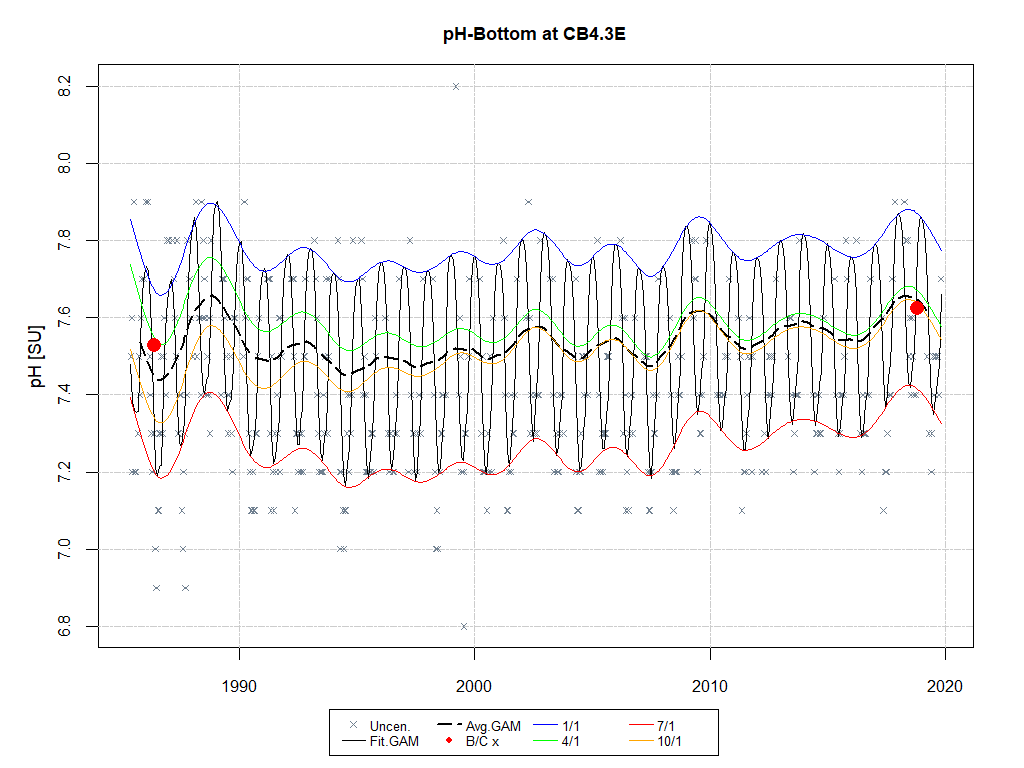 pH-Bottom at CB4.3E
pH [SU]
8.2
8.0
7.8
7.6
7.4
7.2
7.0
6.8
1990 2000 2010 2020
Uncen. Avg.GAM 1/1 7/1
Fit.GAM B/C x 4/1 10/1